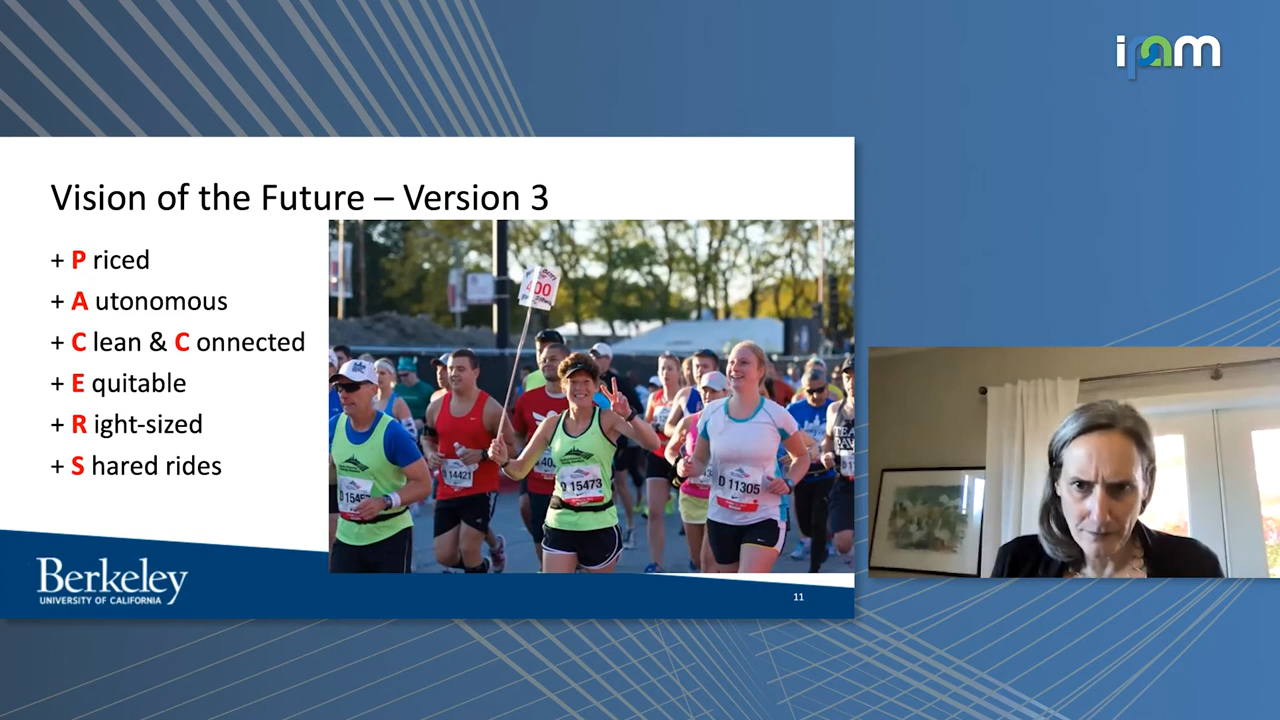 ipam
Vision of the Future – Version 3
+ P riced
+ A utonomous
+ C lean & C onnected
+ E quitable
+ R ight-sized
+ S hared rides
400
14421
D 15473
D 11305
Berkeley
UNIVERSITY OF CALIFORNIA
11